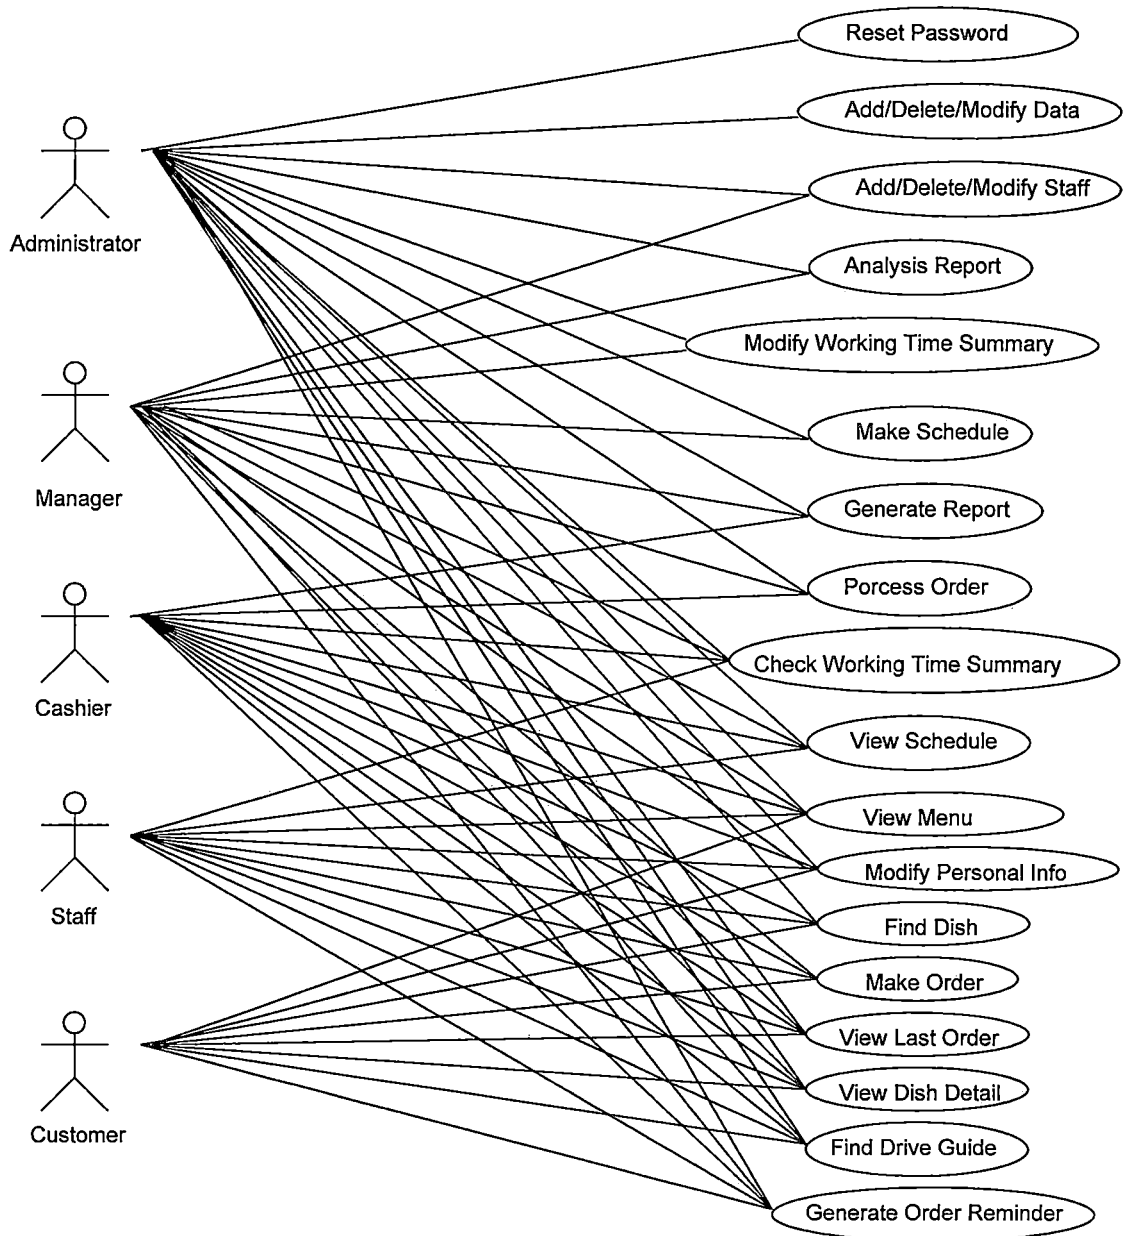 Reset Password
Add/Delete/Modify Data
Add/Delete/Modify Staff
Administrator
Analysis Report
Modify Working Time Summary
Make Schedule
Manager
Generate Report
Porcess Order
Check Working Time Summary
Cashier
View Schedule
View Menu
Modify Personal Info
Staff
Find Dish
Make Order
View Last Order
View Dish Detail
Customer
Find Drive Guide
Generate Order Reminder